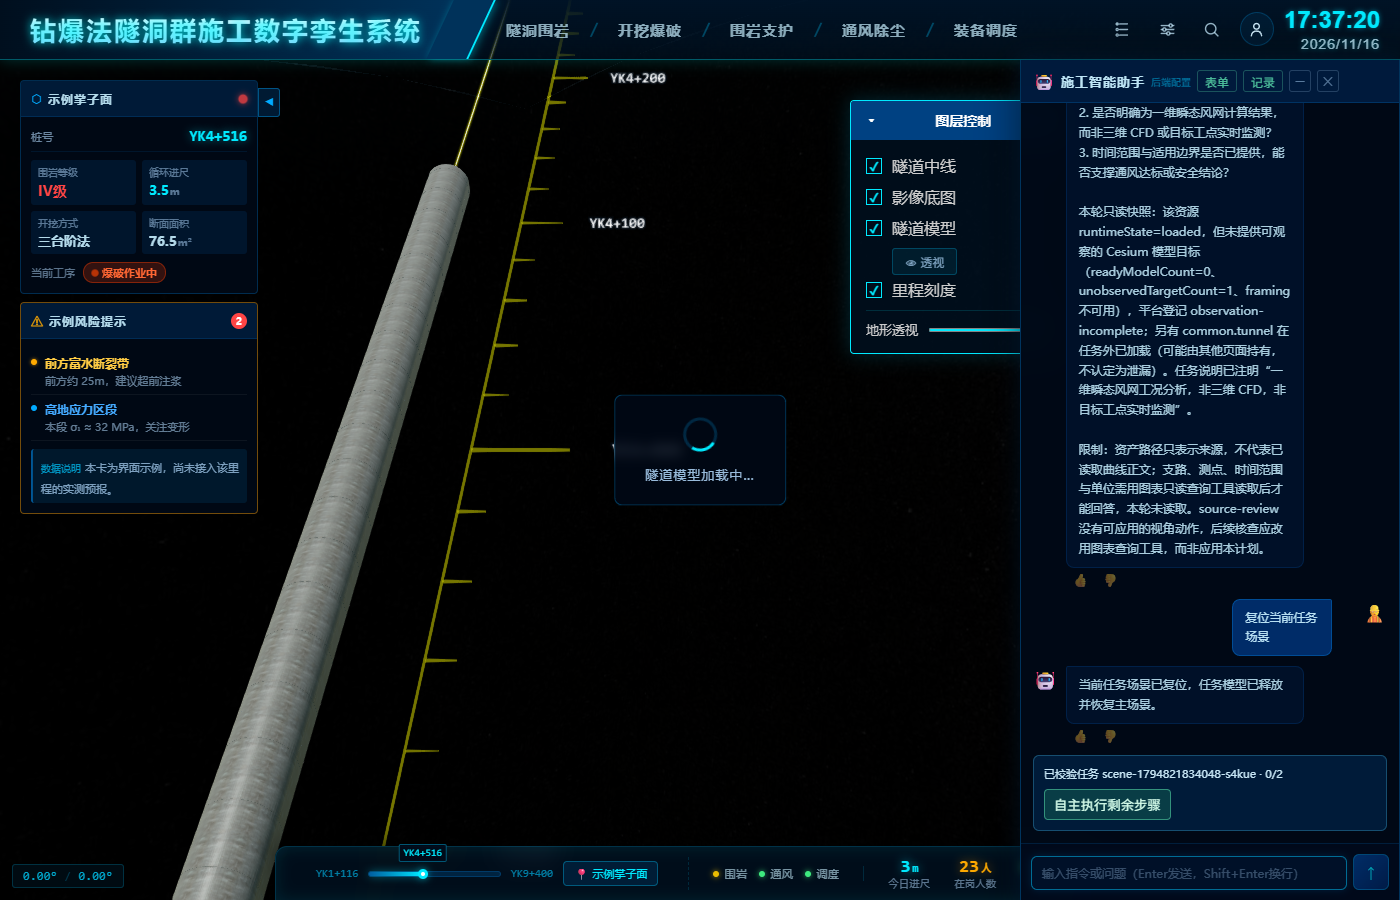 钻爆法隧洞群施工数字孪生系统
隧洞围岩 / 开挖爆破 / 围岩支护 / 通风除尘 / 装备调度
17:37:20
2026/11/16
示例掌子面
桩号 YK4+516
围岩等级 循环进尺
IV级 3.5m
开挖方式 断面面积
三台阶法 76.5m²
当前工序 爆破作业中
示例风险提示 2
前方富水断裂带
前方约 25m，建议超前注浆
高地应力区段
本段 σ₁ ≈ 32 MPa，关注变形
数据说明 本卡为界面示例，尚未接入该里
程的实测预报。
YK4+200
YK4+100
隧道模型加载中...
图层控制
隧道中线
影像底图
隧道模型
透视
里程刻度
地形透视
施工智能助手 后端配置 表单 记录
2. 是否明确为一维瞬态风网计算结果，
而非三维 CFD 或目标工点实时监测？
3. 时间范围与适用边界是否已提供，能
否支撑通风达标或安全结论？
本轮只读快照：该资源
runtimeState=loaded，但未提供可观
察的 Cesium 模型目标
（readyModelCount=0、
unobservedTargetCount=1、framing
不可用），平台登记 observation-
incomplete；另有 common.tunnel 在
任务外已加载（可能由其他页面持有，
不认定为泄漏）。任务说明已注明“一
维瞬态风网工况分析，非三维 CFD，非
目标工点实时监测”。
限制：资产路径只表示来源，不代表已
读取曲线正文；支路、测点、时间范围
与单位需用图表只读查询工具读取后才
能回答，本轮未读取。source-review
没有可应用的视角动作，后续核查应改
用图表查询工具，而非应用本计划。
复位当前任务
场景
当前任务场景已复位，任务模型已释放
并恢复主场景。
已校验任务 scene-1794821834048-s4kue · 0/2
自主执行剩余步骤
输入指令或问题（Enter发送，Shift+Enter换行）
0.00° / 0.00°
YK4+516
YK1+116 YK9+400 示例掌子面
围岩 通风 调度
3m 23人
今日进尺 在岗人数